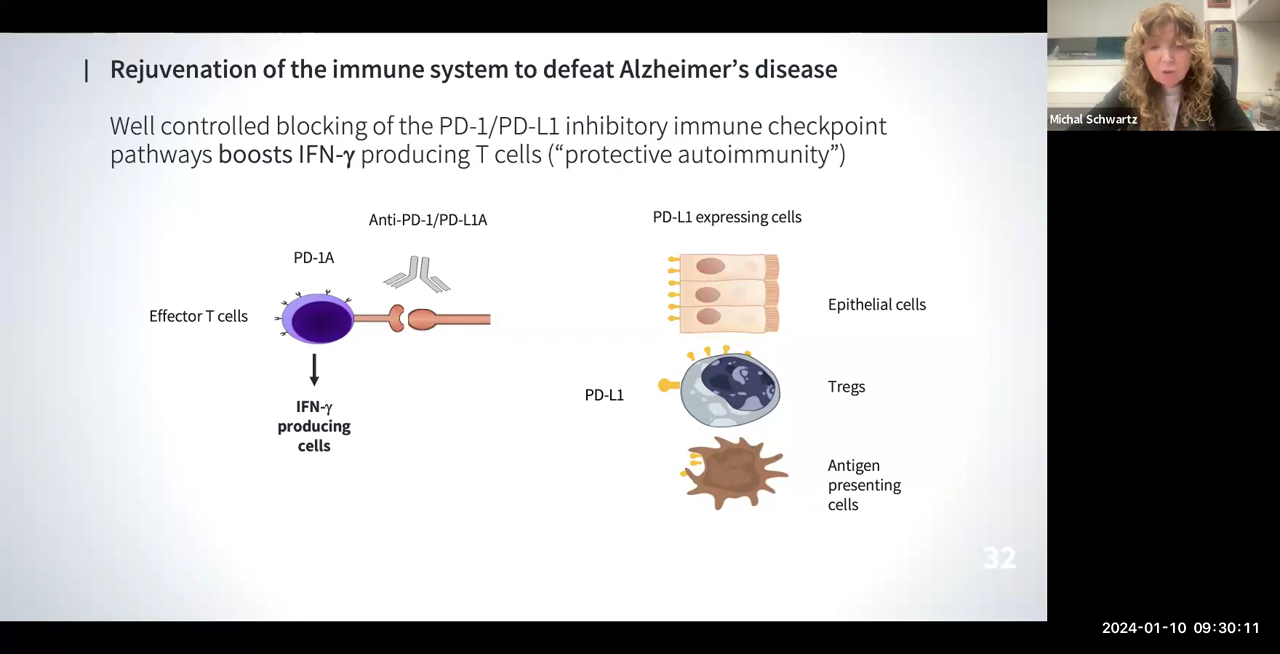 | Rejuvenation of the immune system to defeat Alzheimer’s disease
Well controlled blocking of the PD-1/PD-L1 inhibitory immune checkpoint
pathways boosts IFN-γ producing T cells (“protective autoimmunity”)
Anti-PD-1/PD-L1A
PD-L1 expressing cells
PD-1A
Effector T cells
Epithelial cells
PD-L1
Tregs
IFN-γ
producing
cells
Antigen
presenting
cells
32
Michal Schwartz
2024-01-10 09:30:11